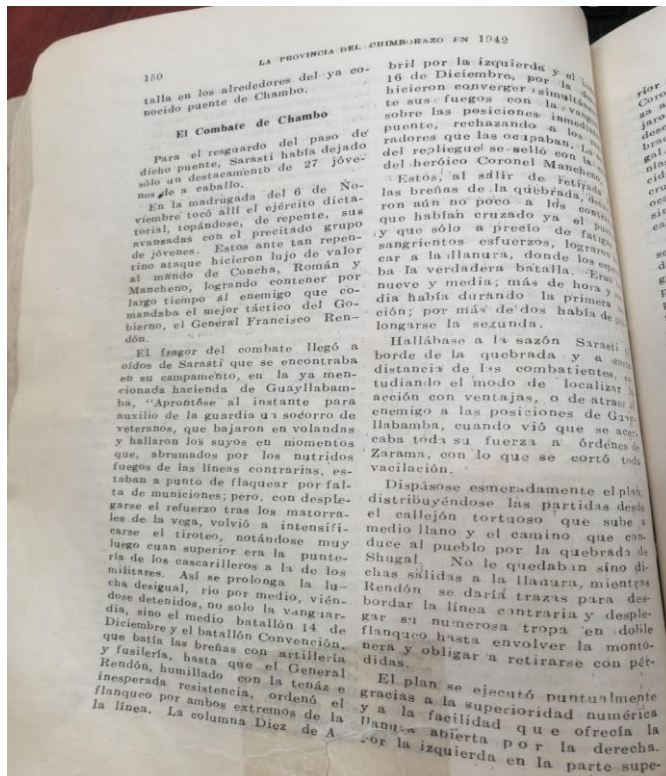 150
LA PROVINCIA DEL CHIMBORAZO EN 1942
talla en los alrededores del ya co-
nocido puente de Chambo.
El Combate de Chambo
Para el resguardo del paso de
dicho puente, Sarasti había dejado
sólo un destacamento de 27 jóve-
nes de a caballo.
En la madrugada del 6 de No-
viembre tocó allí el ejército dicta-
torial, topándose, de repente, sus
avanzadas con el precitado grupo
de jóvenes. Estos ante tan repen-
tino ataque hicieron lujo de valor
al mando de Concha, Román y
Mancheno, logrando contener por
largo tiempo al enemigo que co-
mandaba el mejor táctico del Go-
bierno, el General Francisco Ren-
dón.
El fragor del combate llegó a
oídos de Sarasti que se encontraba
en su campamento, en la ya men-
cionada hacienda de Guayllabam-
ba, "Aprontóse al instante para
auxilio de la guardia un socorro de
veteranos, que bajaron en volandas
y hallaron los suyos en momentos
que, abrumados por los nutridos
fuegos de las líneas contrarias, es-
taban a punto de flaquear por fal-
ta de municiones; pero, con desple-
garse el refuerzo tras los matorra-
les de la vega, volvió a intensifi-
carse el tiroteo, notándose muy
luego cuan superior era la punte-
ría de los cascarilleros a la de los
militares. Así se prolonga la lu-
cha desigual, rio por medio, vién-
dose detenidos, no solo la vanguar-
dia, sino el medio batallón 14 de
Diciembre y el batallón Convención,
que batía las breñas con artillería
y fusilería, hasta que el General
Rendón, humillado con la tenáz e
inesperada resistencia, ordenó el
flanqueo por ambos extremos de la
la línea. La columna Diez de A
bril por la izquierda y el
16 de Diciembre, por la
hicieron converger simultá
te sus fuegos con la
sobre las posiciones
puente, rechazando a los
radores que las ocupaban.
del repliegue se selló con la
del heróico Coronel Mancheno
Estos, al salir de retirada
las breñas de la quebrada,
ron aún no poco a los
que habían cruzado ya el
y que sólo a precio de
sangrientos esfuerzos, lograron
car a la llanura, donde los
ba la verdadera batalla. "Eran
nueve y media; más de hora y
dia había durando la primera
ción; por más de dos había de
longarse la segunda.
Hallábase a la sazón Sarasti
borde de la quebrada y a
distancia de los combatientes,
tudiando el modo de localizar
acción con ventajas, o de atraer
enemigo a las posiciones de
llabamba, cuando vió que se
caba toda su fuerza a órdenes de
Zarama, con lo que se cortó toda
vacilación.
Dispásose esmeradamente el plan,
distribuyéndose las partidas desde
el callejón tortuoso que sube a
medio llano y el camino que con-
duce al pueblo por la quebrada de
Shugal. No le quedaban sino di-
chas salidas a la llanura, mientras
Rendón se daría trazas para des-
bordar la línea contraria y desple-
gar su numerosa tropa en doble
flanqueo hasta envolver la monto-
nera y obligar a retirarse con pér-
didas.
El plan se ejecutó puntualmente
gracias a la superioridad numérica
y a la facilidad que ofrecía la
llanura abierta por la derecha.
Por la izquierda en la parte supe-
rior